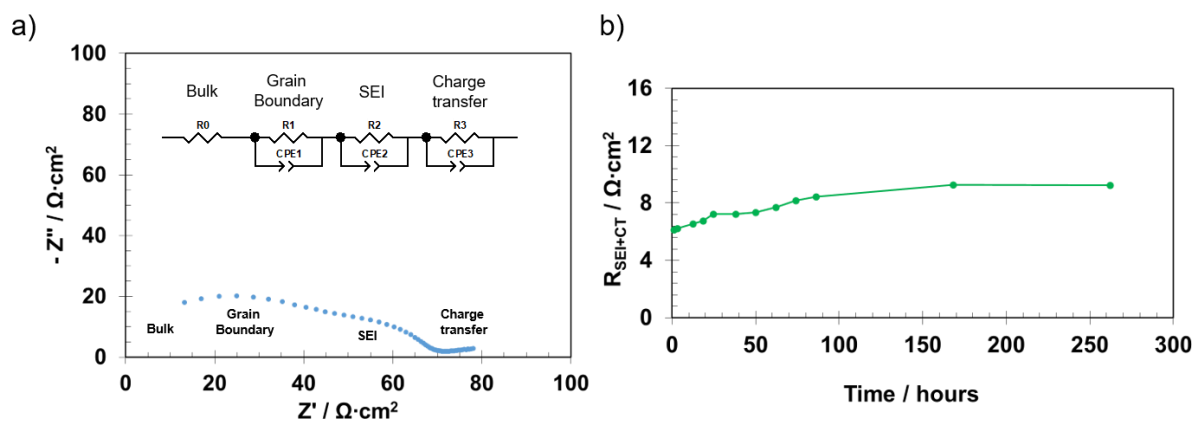 a)
- Z'' / Ω·cm²
100
80
60
40
20
0
Bulk
Grain
Boundary
SEI
Charge
transfer
R0
R1
R2
R3
CPE1
CPE2
CPE3
Bulk
Grain
Boundary
SEI
Charge
transfer
0
20
40
60
80
100
Z' / Ω·cm²
b)
R_SEI+CT / Ω·cm²
16
12
8
4
0
0
50
100
150
200
250
300
Time / hours